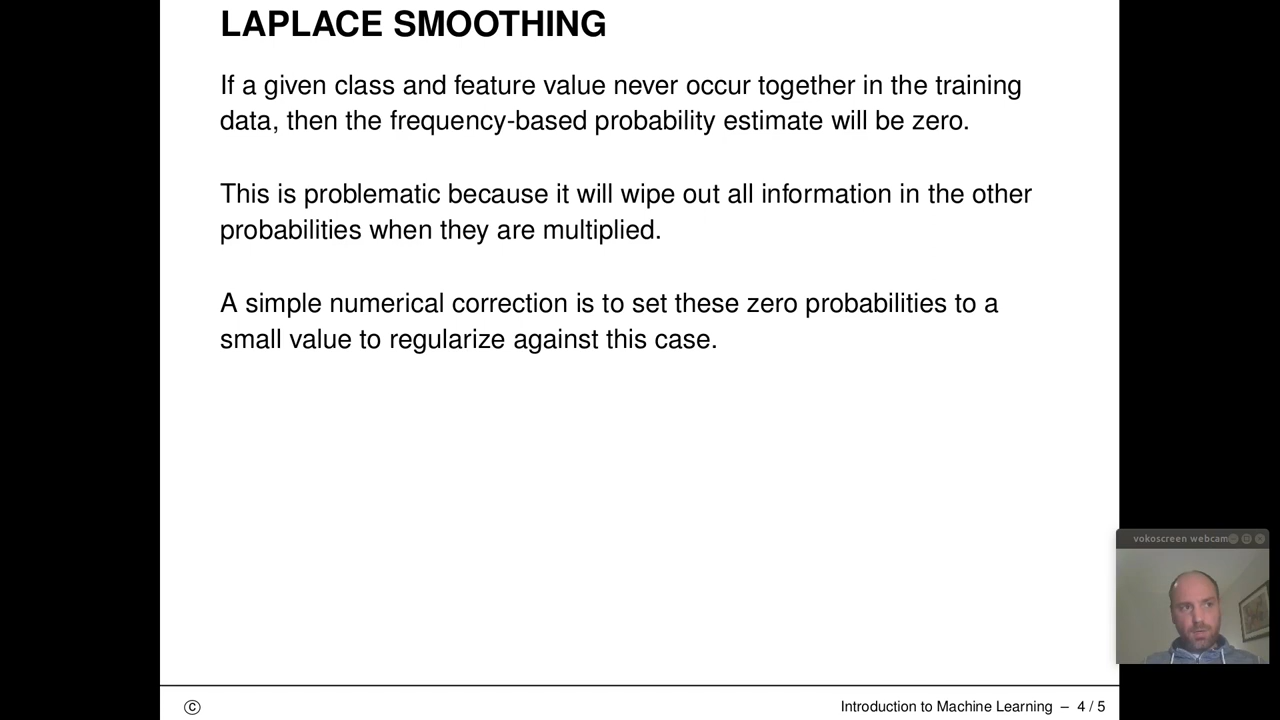 LAPLACE SMOOTHING
If a given class and feature value never occur together in the training
data, then the frequency-based probability estimate will be zero.
This is problematic because it will wipe out all information in the other
probabilities when they are multiplied.
A simple numerical correction is to set these zero probabilities to a
small value to regularize against this case.
vokoscreen webcam
© Introduction to Machine Learning – 4 / 5